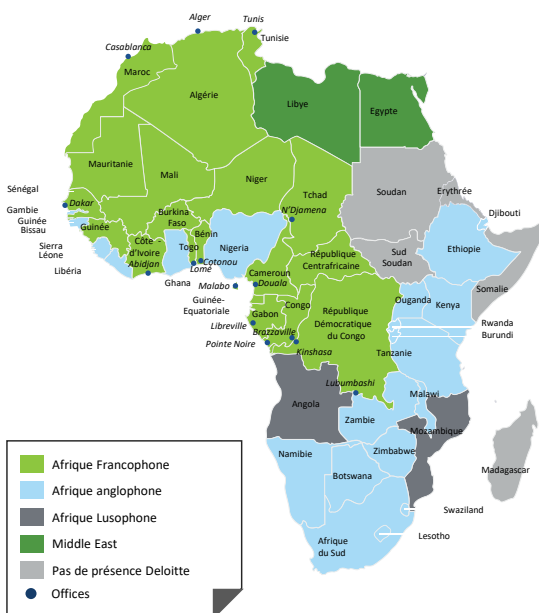 Alger
Tunis
Tunisie
Casablanca
Maroc
Algérie
Libye
Egypte
Mauritanie
Mali
Niger
Tchad
Soudan
Erythrée
Sénégal
Dakar
Gambie
Guinée
Bissau
Guinée
Burkina
Faso
Bénin
N'Djamena
Djibouti
Sierra
Léone
Côte -
d'Ivoire
Abidjan
Togo
Nigeria
République
Centrafricaine
Sud
Soudan
Ethiopie
Libéria
Ghana
Lomé
Cotonou
Malabo
Cameroun
Douala
Somalie
Guinée-
Equatoriale
Congo
Gabon
République
Démocratique
du Congo
Ouganda
Kenya
Libreville
Brazzaville
Rwanda
Burundi
Pointe Noire
Kinshasa
Tanzanie
Lubumbashi
Angola
Malawi
Zambie
Mozambique
Namibie
Zimbabwe
Botswana
Madagascar
Swaziland
Afrique
du Sud
Lesotho
Afrique Francophone
Afrique anglophone
Afrique Lusophone
Middle East
Pas de présence Deloitte
Offices